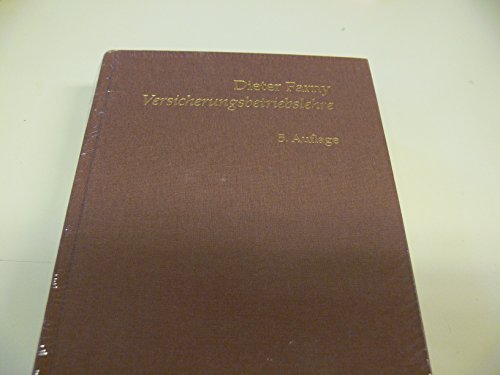 Dieter Farny
Versicherungsbetriebslehre
3. Auflage